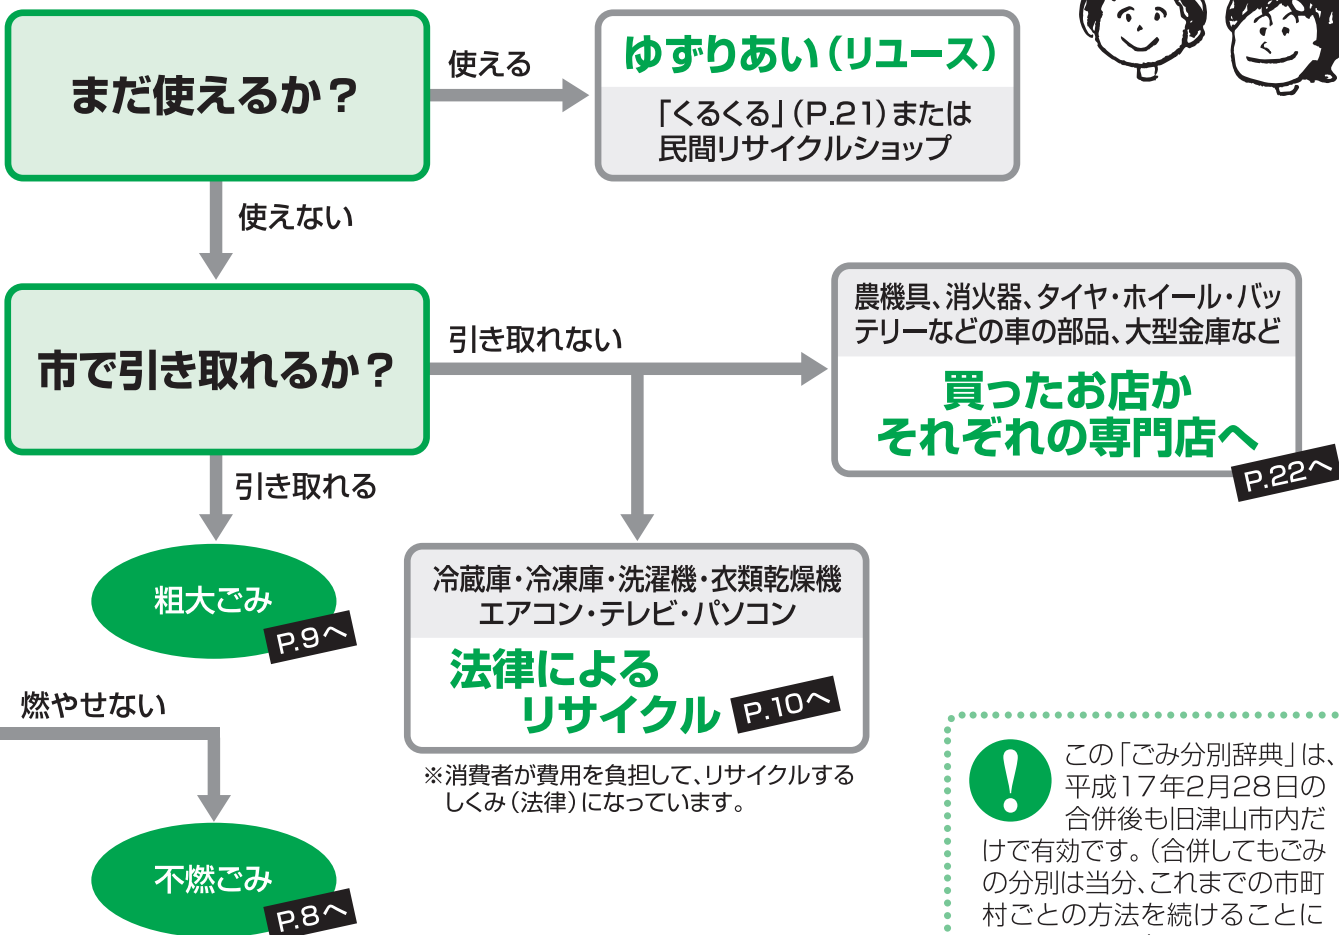 まだ使えるか？
使える
ゆずりあい（リユース）
「くるくる」（P.21）または
民間リサイクルショップ
使えない
市で引き取れるか？
引き取れない
農機具、消火器、タイヤ・ホイール・バッ
テリーなどの車の部品、大型金庫など
買ったお店か
それぞれの専門店へ
P.22へ
引き取れる
粗大ごみ
P.9へ
冷蔵庫・冷凍庫・洗濯機・衣類乾燥機
エアコン・テレビ・パソコン
法律による
リサイクル
P.10へ
※消費者が費用を負担して、リサイクルする
しくみ（法律）になっています。
燃やせない
不燃ごみ
P.8へ
この「ごみ分別辞典」は、
平成17年2月28日の
合併後も旧津山市内だ
けで有効です。（合併してもごみ
の分別は当分、これまでの市町
村ごとの方法を続けることに